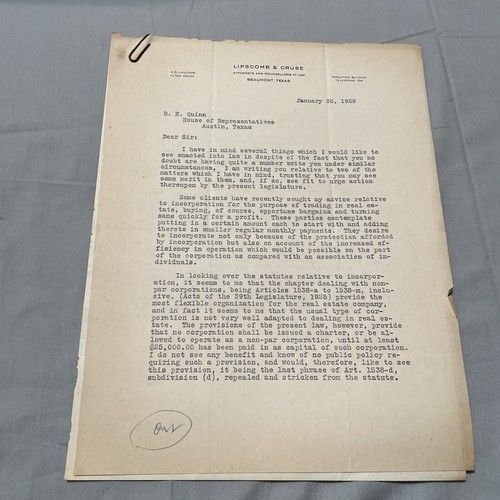 LIPSCOMB & CRUSE
ATTORNEYS AND COUNSELLORS AT LAW
BEAUMONT, TEXAS
January 26, 1929
B. E. Quinn
House of Representatives
Austin, Texas
Dear Sir:
I have in mind several things which I would like to
see enacted into law in despite of the fact that you no
doubt are having quite a number write you under similar
circumstances. I am writing you relative to two of the
matters which I have in mind, trusting that you may see
some merit in them, and, if so, see fit to urge action
thereupon by the present legislature.
Some clients have recently sought my advice relative
to incorporation for the purpose of trading in real es-
tate, buying, of course, opportune bargains and turning
same quickly for a profit. These parties contemplate
putting in a certain amount each to start with and adding
thereto in smaller regular monthly payments. They desire
to incorporate not only because of the protection afforded
by incorporation but also on account of the increased ef-
ficiency in operation which would be possible on the part
of the corporation as compared with an association of in-
dividuals.
In looking over the statutes relative to incorpor-
ation, it seems to me that the chapter dealing with non-
par corporations, being Articles 1538-a to 1538-m, inclu-
sive, (Acts of the 39th Legislature, 1925) provide the
most flexible organization for the real estate company,
and in fact it seems to me that the usual type of cor-
poration is not very well adapted to dealing in real es-
tate. The provisions of the present law, however, provide
that no corporation shall be issued a charter, or be al-
lowed to operate as a non-par corporation, until at least
$25,000.00 has been paid in as capital of such corporation.
I do not see any benefit and know of no public policy re-
quiring such a provision, and would, therefore, like to see
this provision, it being the last phrase of Art. 1538-d,
subdivision (d), repealed and stricken from the statute.